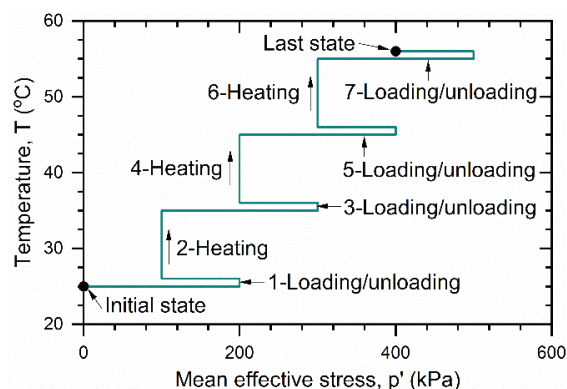 60
Last state
6-Heating
7-Loading/unloading
50
4-Heating
5-Loading/unloading
40
3-Loading/unloading
2-Heating
30
1-Loading/unloading
Initial state
20
0
200
400
600
Temperature, T (°C)
Mean effective stress, p' (kPa)